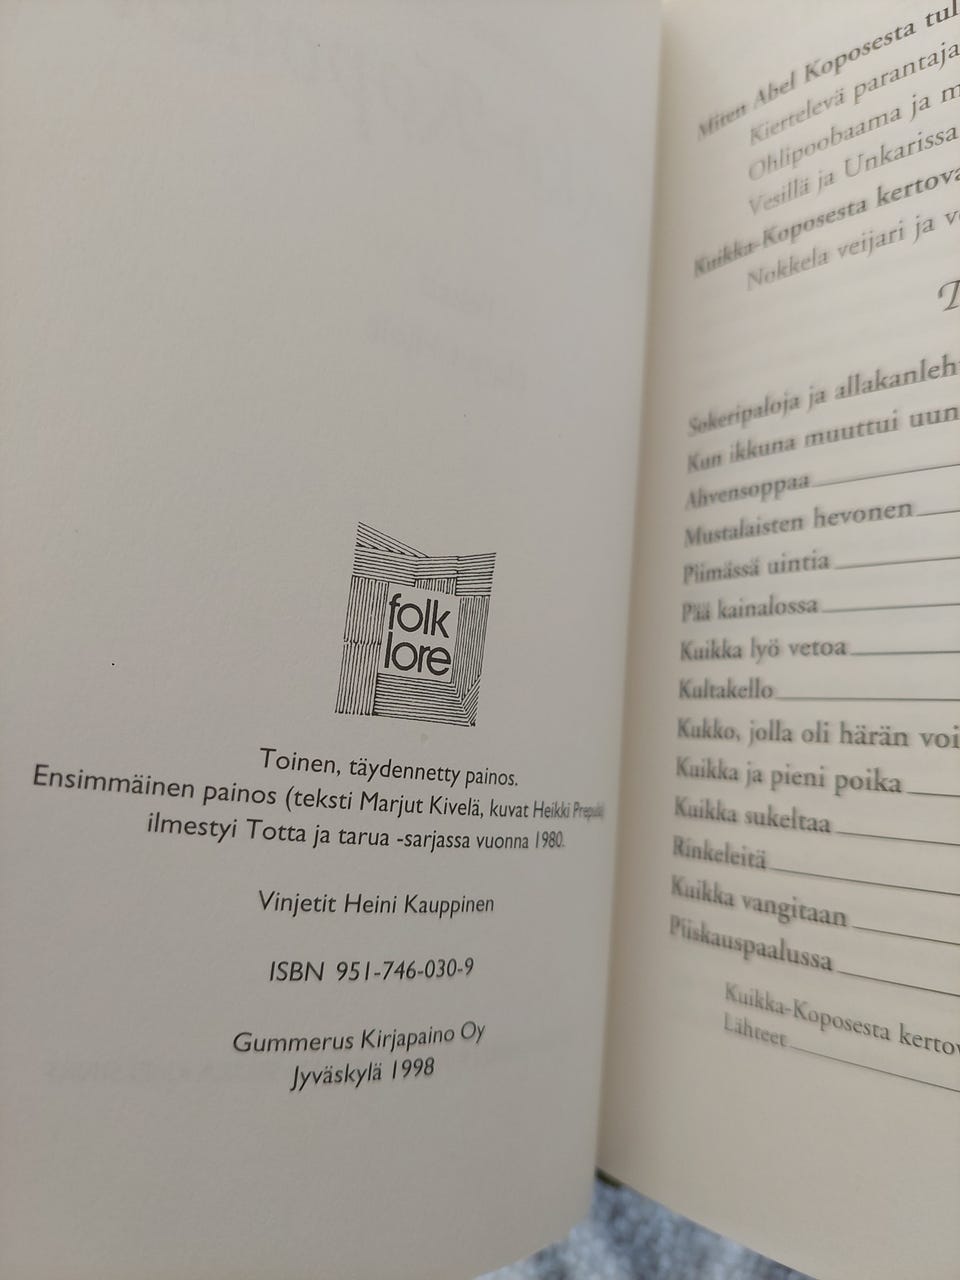 folk
lore
Toinen, täydennetty painos.
Ensimmäinen painos (teksti Marjut Kivelä, kuvat Heikki
ilmestyi Totta ja tarua -sarjassa vuonna 1980.
Vinjetit Heini Kauppinen
ISBN 951-746-030-9
Gummerus Kirjapaino Oy
Jyväskylä 1998
Miten Abel Koposesta tul
Kiertelevä parantaja
Ohlipoobaama ja m
Vesillä ja Unkarissa
Kuikka-Koposesta kertova
Nokkela veijari ja v
Sokeripaloja ja allakanleh
Kun ikkuna muuttui uun
Ahvensoppaa
Mustalaisten hevonen
Piimässä uintia
Pää kainalossa
Kuikka lyö vetoa
Kultakello
Kukko, jolla oli härän voi
Kuikka ja pieni poika
Kuikka sukeltaa
Rinkeleitä
Kuikka vangitaan
Piiskauspaalussa
Kuikka-Koposesta kertov
Lähteet